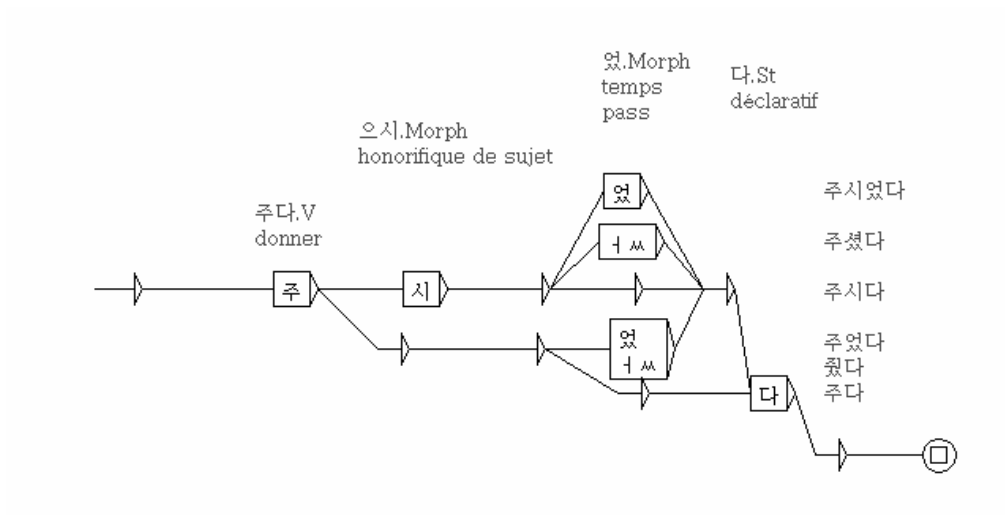 었.Morph
temps
pass
다.St
déclaratif
으시.Morph
honorifique de sujet
주다.V
donner
었
ㅓㅆ
주
시
었
ㅓㅆ
다
주시었다
주셨다
주시다
주었다
줬다
주다